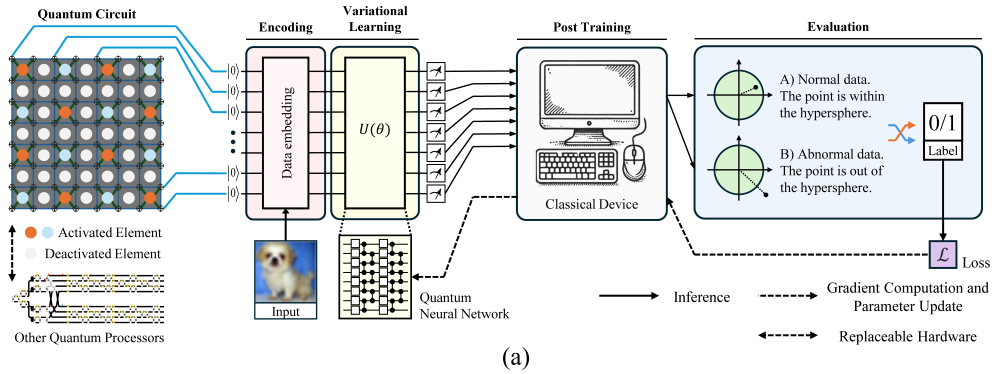 Quantum Circuit
Encoding
Variational
Learning
Post Training
Evaluation
|0⟩
|0⟩
|0⟩
|0⟩
|0⟩
Data embedding
U(θ)
Classical Device
A) Normal data.
The point is within
the hypersphere.
B) Abnormal data.
The point is out of
the hypersphere.
0/1
Label
ℒ
Loss
Activated Element
Deactivated Element
Other Quantum Processors
Input
Quantum
Neural Network
Inference
Gradient Computation and
Parameter Update
Replaceable Hardware
(a)